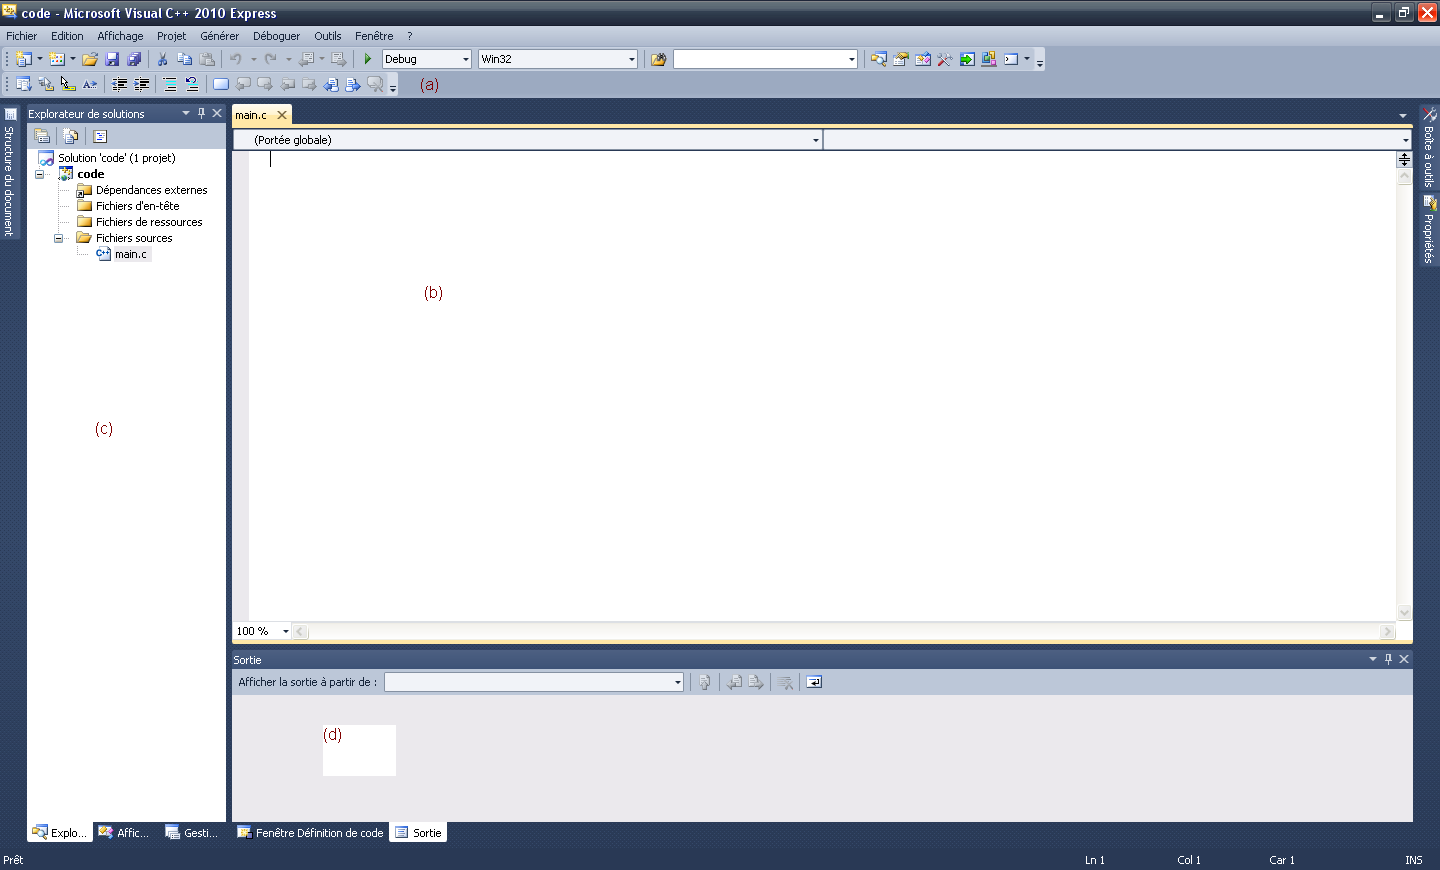 code - Microsoft Visual C++ 2010 Express
Fichier Edition Affichage Projet Générer Déboguer Outils Fenêtre ?
Debug Win32
(a)
Structure du document
Explorateur de solutions
Solution 'code' (1 projet)
code
Dépendances externes
Fichiers d'en-tête
Fichiers de ressources
Fichiers sources
main.c
(c)
main.c
(Portée globale)
(b)
100 %
Boîte à outils
Propriétés
Sortie
Afficher la sortie à partir de :
(d)
Explo... Affic... Gesti... Fenêtre Définition de code Sortie
Prêt Ln 1 Col 1 Car 1 INS